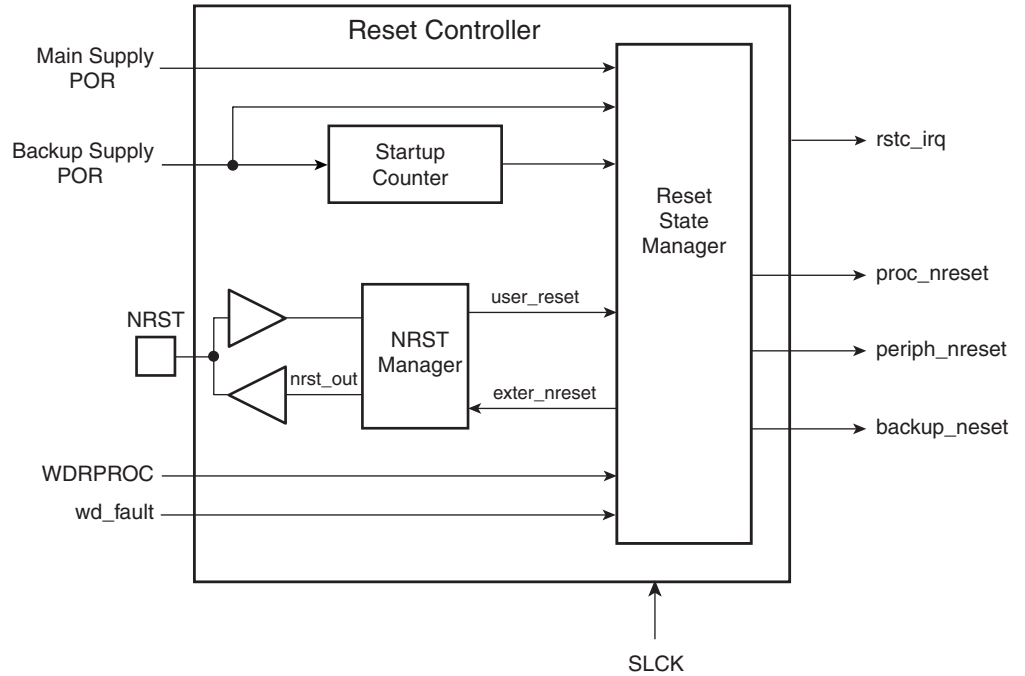 Reset Controller
Main Supply
POR
Backup Supply
POR
Startup
Counter
rstc_irq
Reset
State
Manager
proc_nreset
user_reset
NRST
NRST
Manager
periph_nreset
nrst_out
exter_nreset
backup_neset
WDRPROC
wd_fault
SLCK